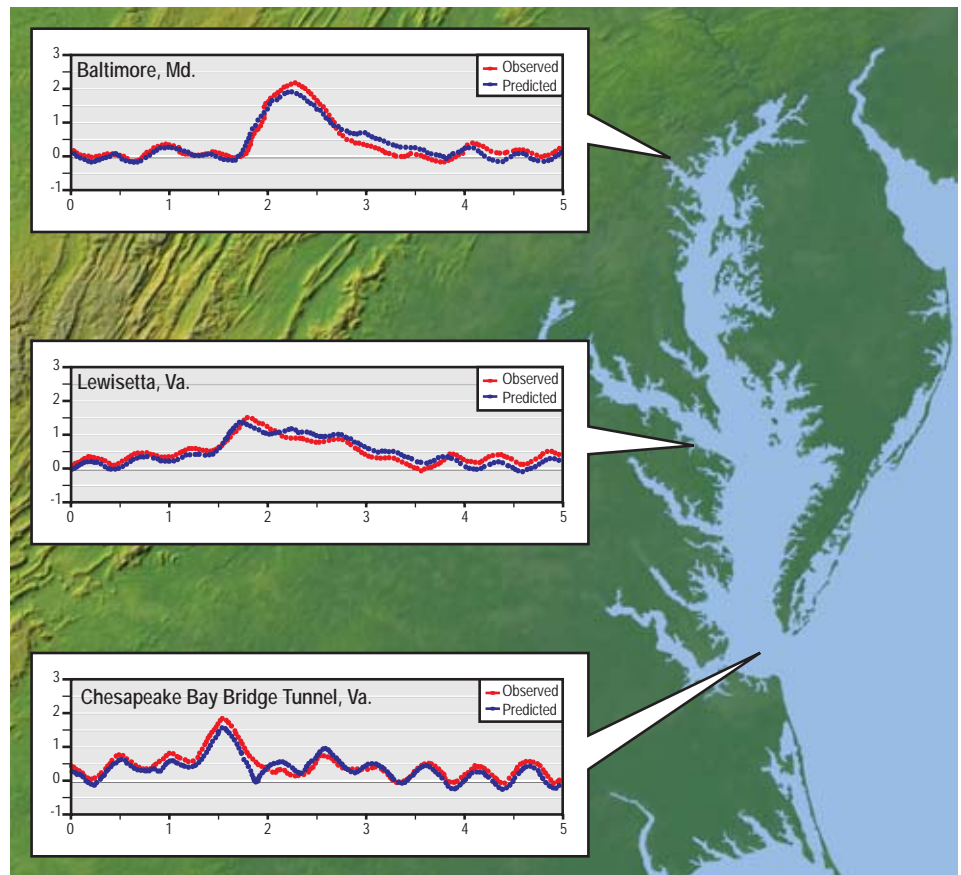 Baltimore, Md.
Observed
Predicted
3
2
1
0
-1
0 1 2 3 4 5
Lewisetta, Va.
Observed
Predicted
3
2
1
0
-1
0 1 2 3 4 5
Chesapeake Bay Bridge Tunnel, Va.
Observed
Predicted
3
2
1
0
-1
0 1 2 3 4 5